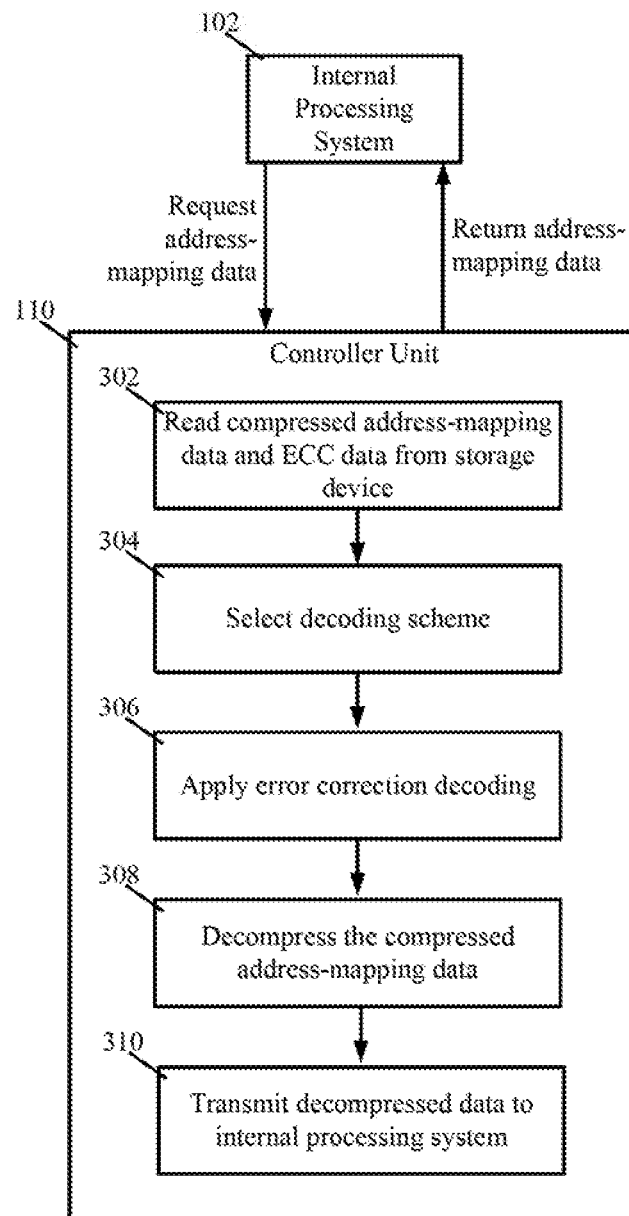 102
Internal
Processing
System
Request
address-
mapping data
Return address-
mapping data
110
Controller Unit
302
Read compressed address-mapping
data and ECC data from storage
device
304
Select decoding scheme
306
Apply error correction decoding
308
Decompress the compressed
address-mapping data
310
Transmit decompressed data to
internal processing system